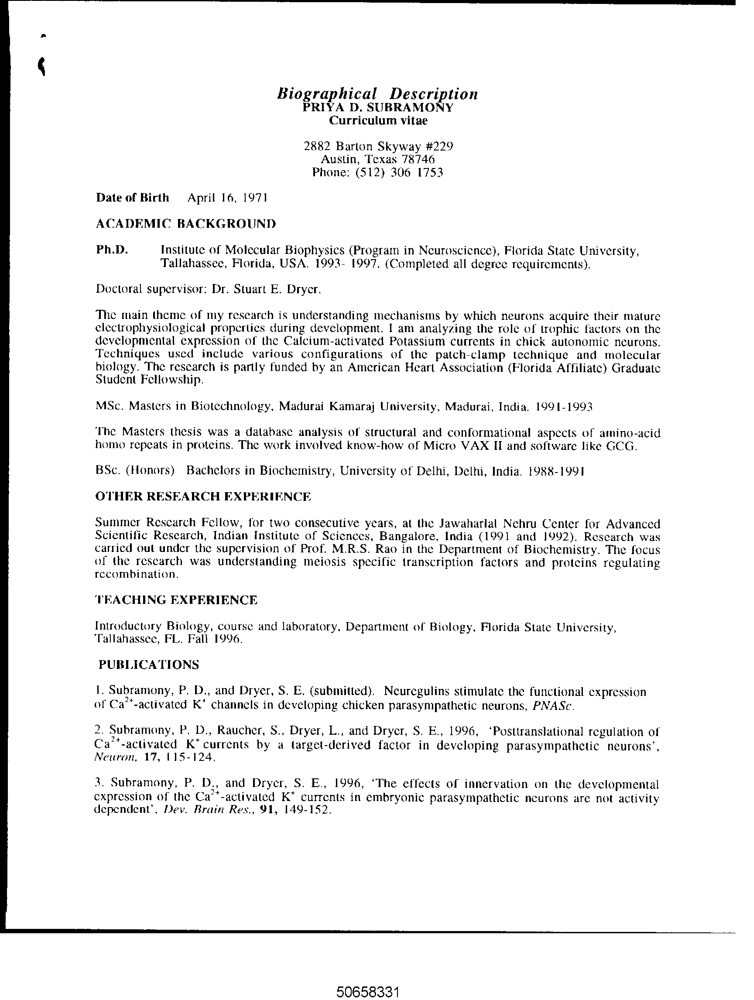 Biographical Description
PRIYA D. SUBRAMONY
Curriculum vitae
2882 Barton Skyway #229
Austin, Texas 78746
Phone: (512) 306 1753
Date of Birth April 16, 1971
ACADEMIC BACKGROUND
Ph.D. Institute of Molecular Biophysics (Program in Neuroscience), Florida State University,
Tallahassee, Florida, USA. 1993- 1997. (Completed all degree requirements).
Doctoral supervisor: Dr. Stuart E. Dryer.
The main theme of my research is understanding mechanisms by which neurons acquire their mature
electrophysiological properties during development. I am analyzing the role of trophic factors on the
developmental expression of the Calcium-activated Potassium currents in chick autonomic neurons.
Techniques used include various configurations of the patch-clamp technique and molecular
biology. The research is partly funded by an American Heart Association (Florida Affiliate) Graduate
Student Fellowship.
MSc. Masters in Biotechnology, Madurai Kamaraj University, Madurai, India. 1991-1993
The Masters thesis was a database analysis of structural and conformational aspects of amino-acid
homo repeats in proteins. The work involved know-how of Micro VAX II and software like GCG.
BSc. (Honors) Bachelors in Biochemistry, University of Delhi, Delhi, India. 1988-1991
OTHER RESEARCH EXPERIENCE
Summer Research Fellow, for two consecutive years, at the Jawaharlal Nehru Center for Advanced
Scientific Research, Indian Institute of Sciences, Bangalore, India (1991 and 1992). Research was
carried out under the supervision of Prof. M.R.S. Rao in the Department of Biochemistry. The focus
of the research was understanding meiosis specific transcription factors and proteins regulating
recombination.
TEACHING EXPERIENCE
Introductory Biology, course and laboratory, Department of Biology, Florida State University,
Tallahassee, FL. Fall 1996.
PUBLICATIONS
1. Subramony, P. D., and Dryer, S. E. (submitted). Neuregulins stimulate the functional expression
of Ca²⁺-activated K⁺ channels in developing chicken parasympathetic neurons, PNASc.
2. Subramony, P. D., Raucher, S., Dryer, L., and Dryer, S. E., 1996, 'Posttranslational regulation of
Ca²⁺-activated K⁺ currents by a target-derived factor in developing parasympathetic neurons',
Neuron, 17, 115-124.
3. Subramony, P. D., and Dryer, S. E., 1996, 'The effects of innervation on the developmental
expression of the Ca²⁺-activated K⁺ currents in embryonic parasympathetic neurons are not activity
dependent', Dev. Brain Res., 91, 149-152.
50658331